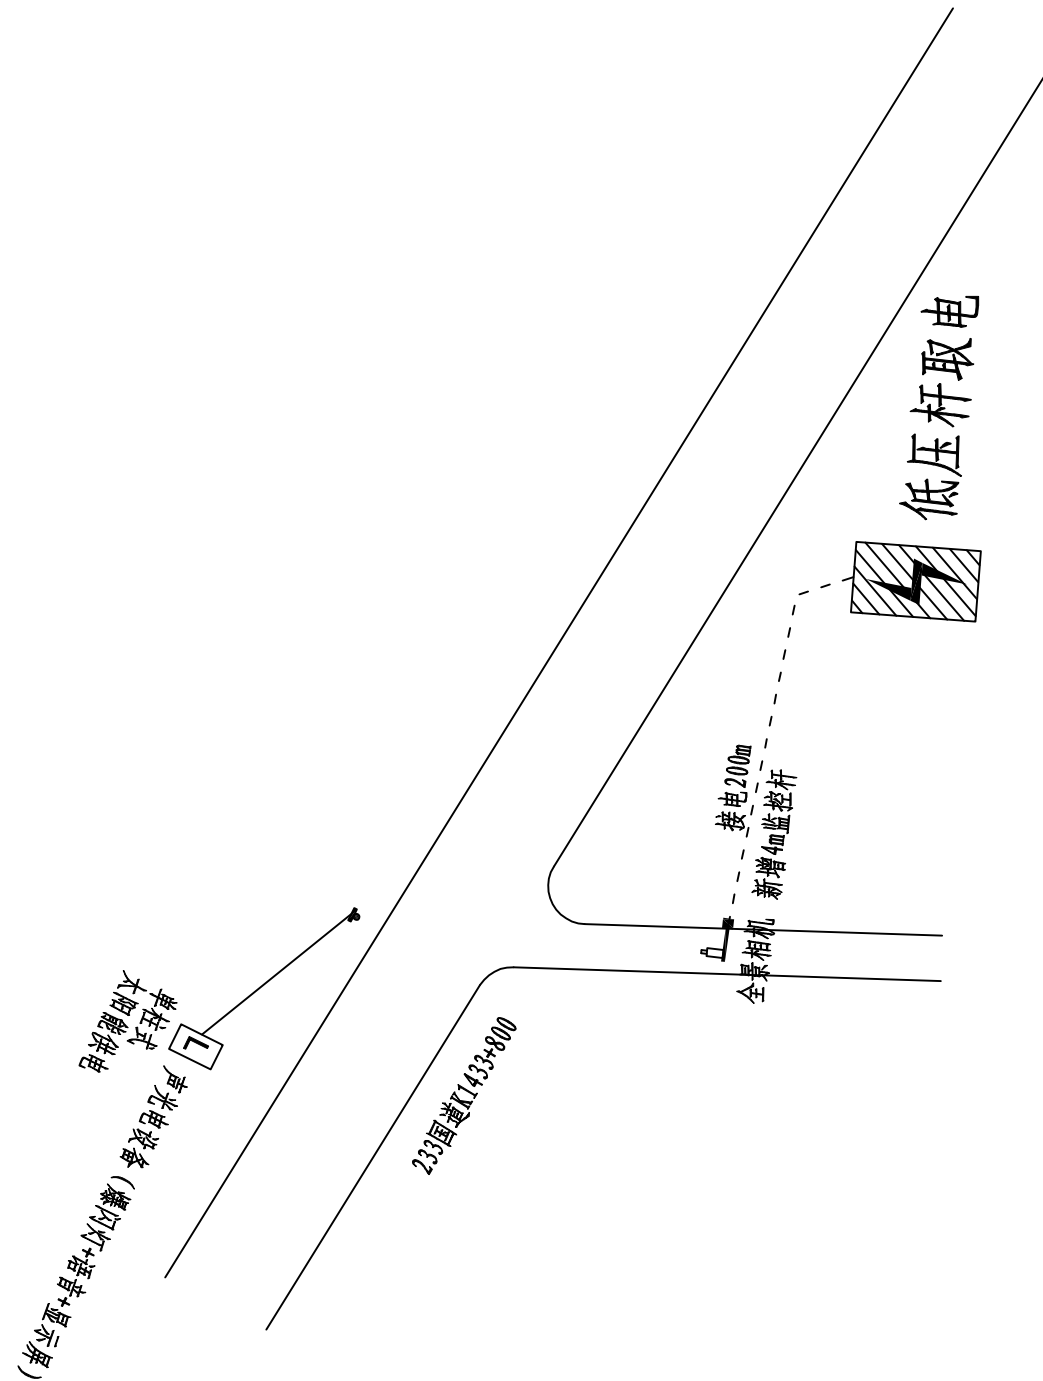 低压杆取电
接电200m
新增4m监控杆
全景相机
233国道K1433+800
单柱式
太阳能供电
L
声光电设备（爆闪灯+语音+显示屏）